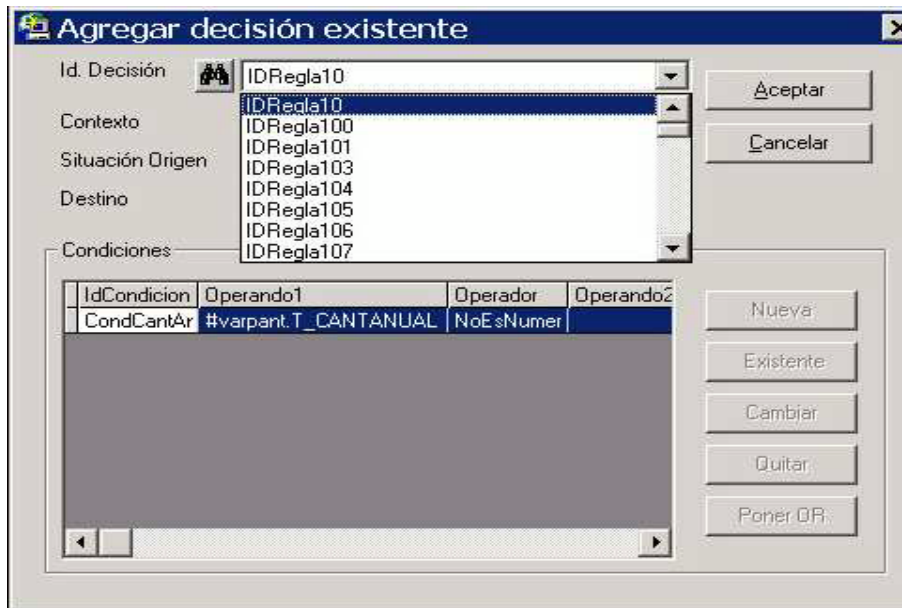 Agregar decisión existente
Id. Decisión IDRegla10
Aceptar
IDRegla10
IDRegla100
IDRegla101
IDRegla103
IDRegla104
IDRegla105
IDRegla106
IDRegla107
Contexto
Cancelar
Situación Origen
Destino
Condiciones
IdCondicion Operando1 Operador Operando2
CondCantAr #varpant.T_CANTANUAL NoEsNumer
Nueva
Existente
Cambiar
Quitar
Poner OR